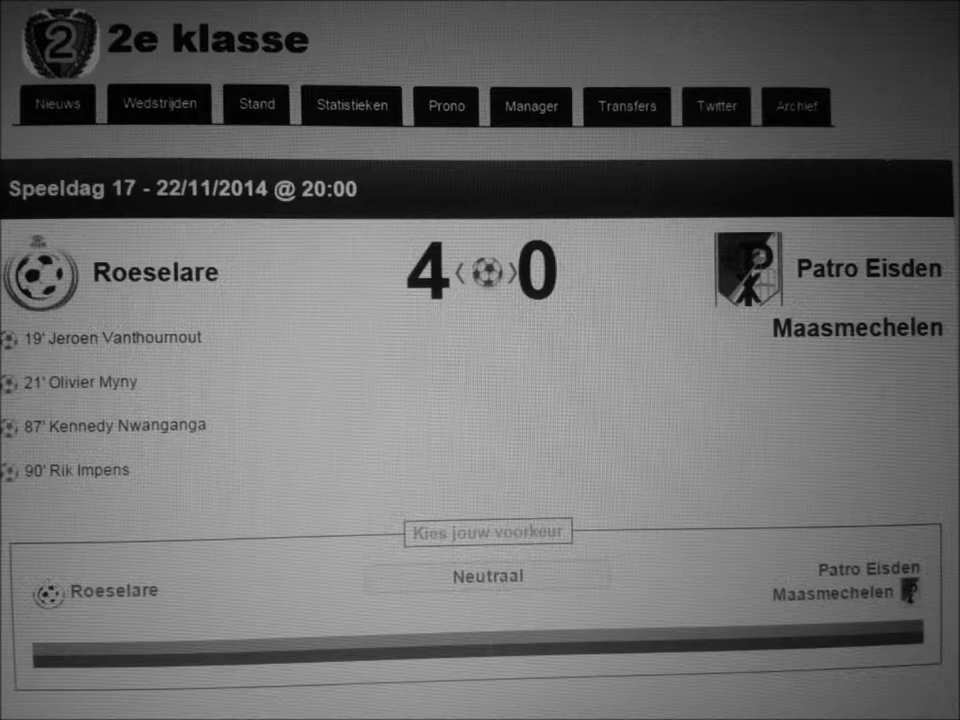 2
2e klasse
Nieuws Wedstrijden Stand Statistieken Prono Manager Transfers Twitter Archief
Speeldag 17 - 22/11/2014 @ 20:00
Roeselare 4 0 Patro Eisden
Maasmechelen
19' Jeroen Vanthournout
21' Olivier Myny
87' Kennedy Nwanganga
90' Rik Impens
Kies jouw voorkeur
Roeselare Neutraal Patro Eisden
Maasmechelen